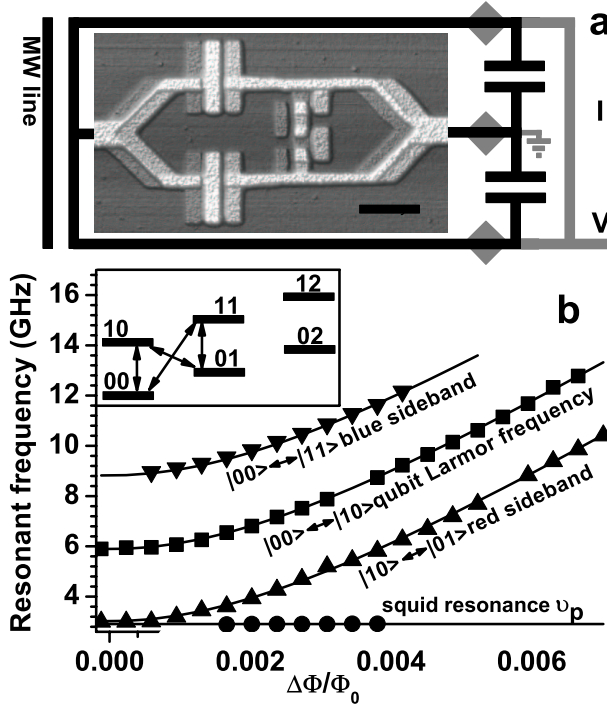 a
MW line
I
V
b
Resonant frequency (GHz)
16
14
12
10
8
6
4
12
11
10
02
01
00
|00>↔|11>blue sideband
|00>↔|10>qubit Larmor frequency
|10>↔|01>red sideband
squid resonance υp
0.000
0.002
0.004
0.006
ΔΦ/Φ0